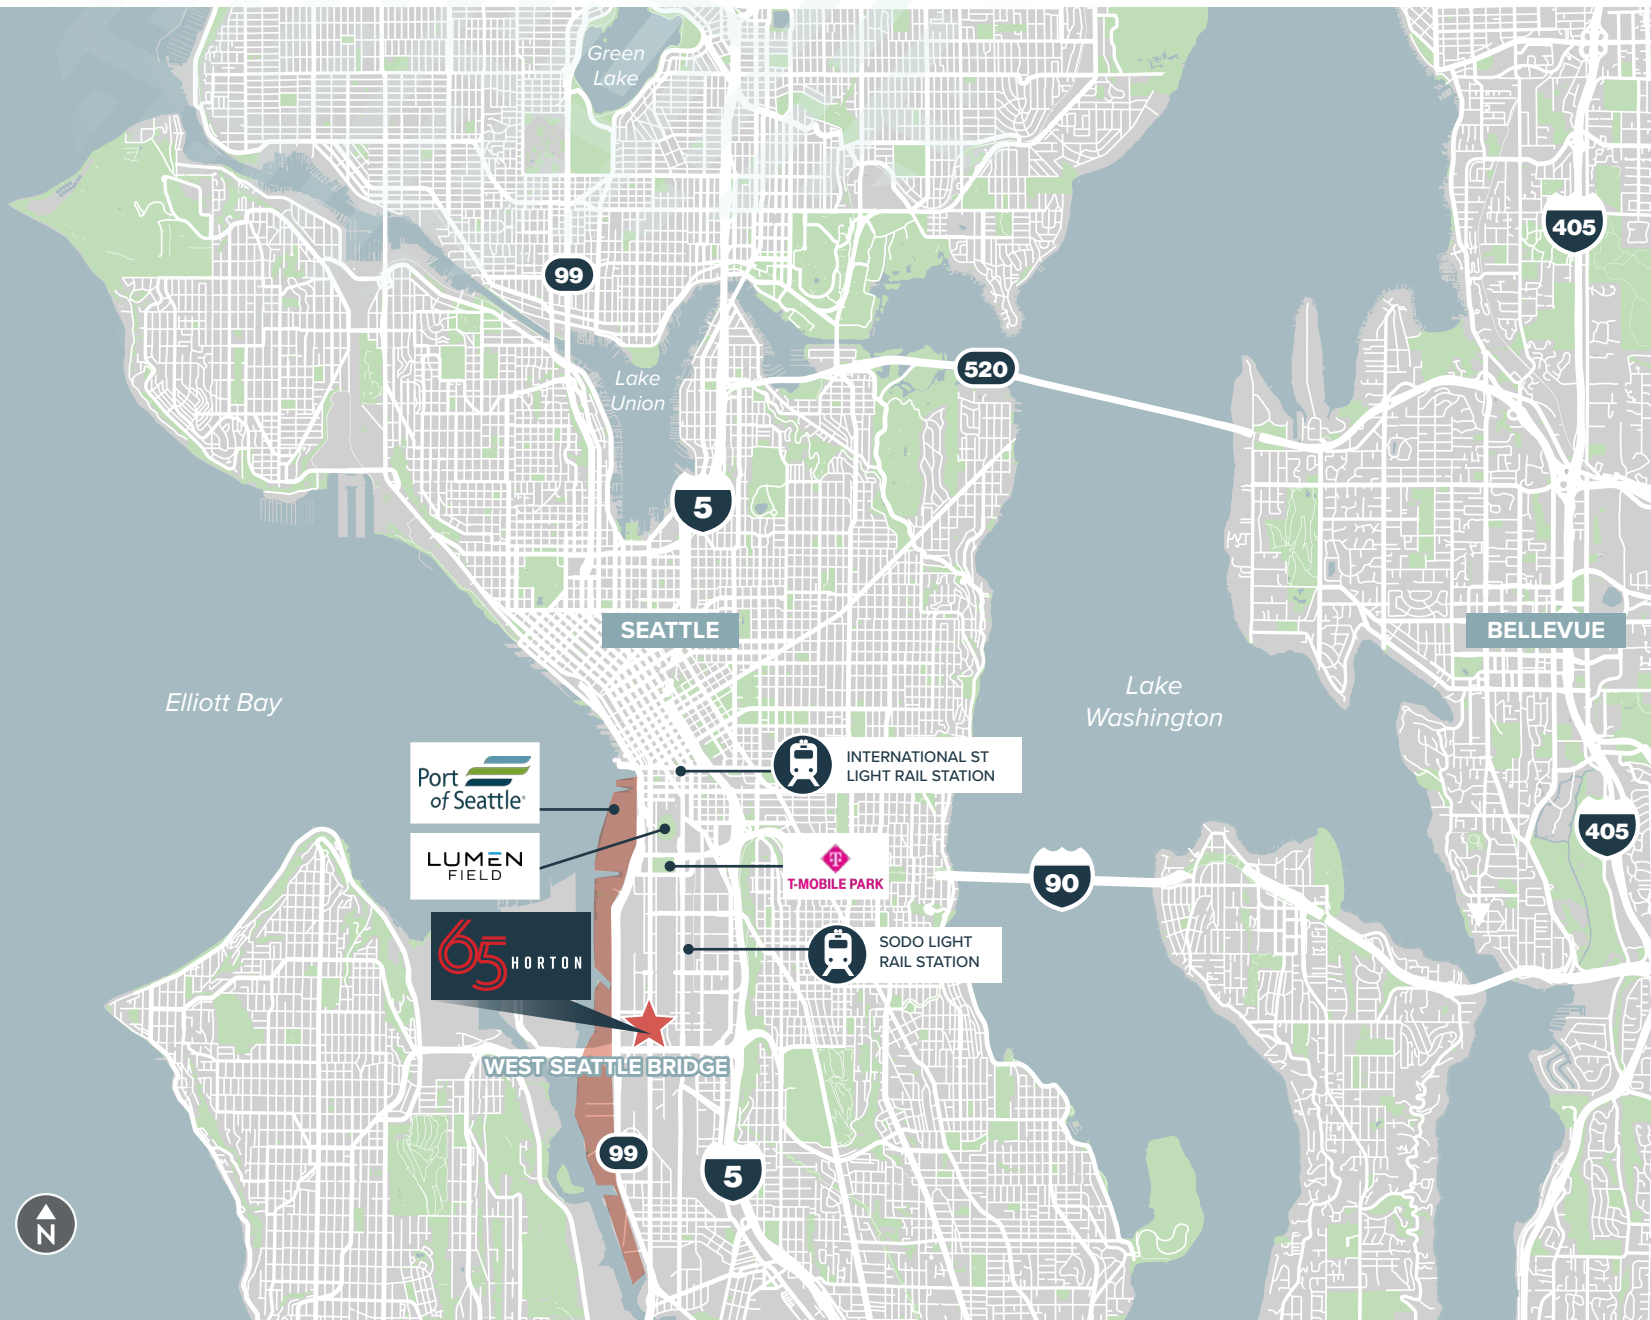 Green
Lake
405
99
Lake
Union
520
5
SEATTLE
BELLEVUE
Elliott Bay
Lake
Washington
Port
of Seattle
INTERNATIONAL ST
LIGHT RAIL STATION
LUMEN
FIELD
T
T-MOBILE PARK
405
90
65 HORTON
SODO LIGHT
RAIL STATION
WEST SEATTLE BRIDGE
99
5
N